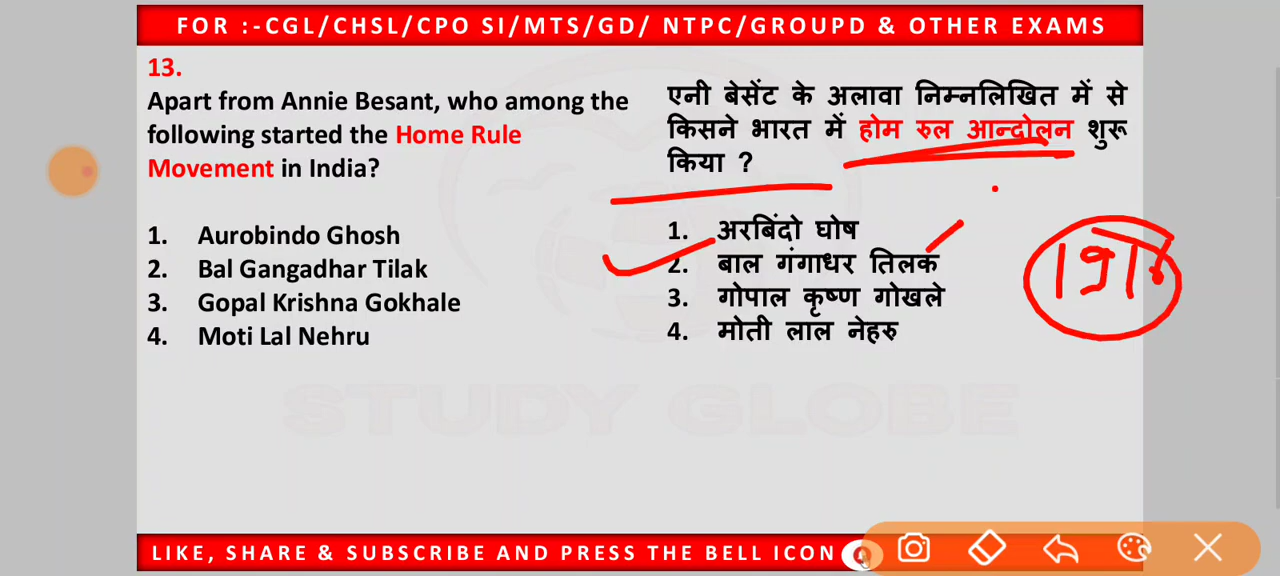 FOR :-CGL/CHSL/CPO SI/MTS/GD/ NTPC/GROUPD & OTHER EXAMS
13.
Apart from Annie Besant, who among the
following started the Home Rule
Movement in India?
1. Aurobindo Ghosh
2. Bal Gangadhar Tilak
3. Gopal Krishna Gokhale
4. Moti Lal Nehru
एनी बेसेंट के अलावा निम्नलिखित में से
किसने भारत में होम रुल आन्दोलन शुरू
किया ?
1. अरबिंदो घोष
2. बाल गंगाधर तिलक
3. गोपाल कृष्ण गोखले
4. मोती लाल नेहरु
STUDY GLOBE
LIKE, SHARE & SUBSCRIBE AND PRESS THE BELL ICON